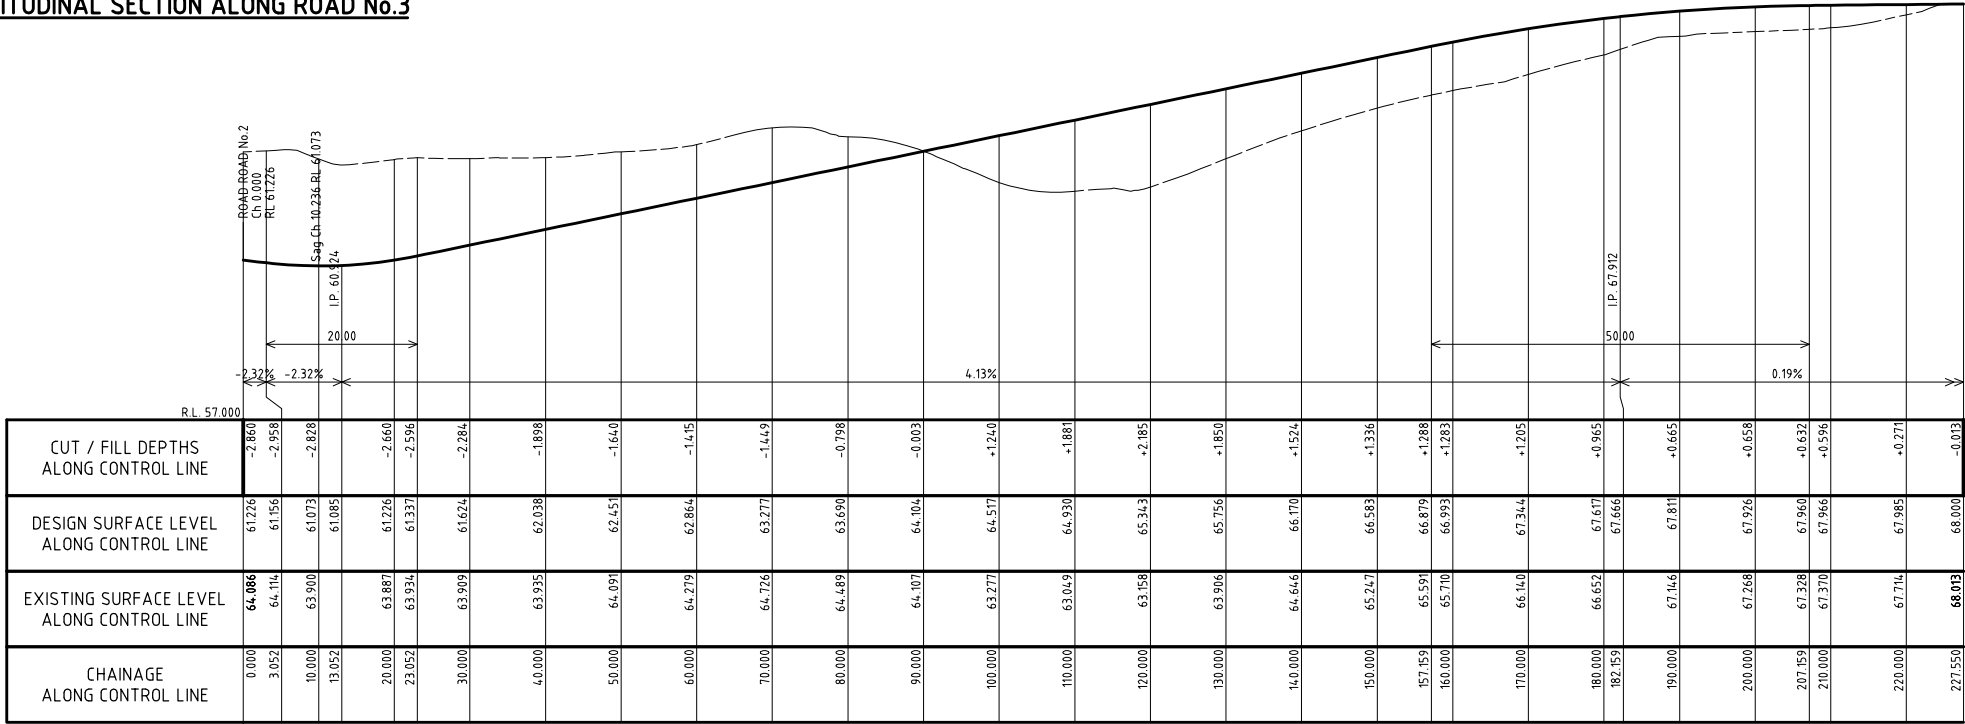 ITUDINAL SECTION ALONG ROAD No.3
ROAD ROAD No.2
Ch 0.000
RL 61.226
Sag Ch 10.236 RL 61.073
I.P. 60.924
I.P. 67.912
20.00
50.00
-2.32% -2.32% 4.13% 0.19%
R.L. 57.000
CUT / FILL DEPTHS
ALONG CONTROL LINE
-2.860 -2.958 -2.828 -2.660 -2.596 -2.284 -1.898 -1.640 -1.415 -1.449 -0.798 -0.003 +1.240 +1.881 +2.185 +1.850 +1.524 +1.336 +1.288 +1.283 +1.205 +0.965 +0.665 +0.658 +0.632 +0.596 +0.271 -0.013
DESIGN SURFACE LEVEL
ALONG CONTROL LINE
61.226 61.156 61.073 61.085 61.226 61.337 61.624 62.038 62.451 62.864 63.277 63.690 64.104 64.517 64.930 65.343 65.756 66.170 66.583 66.879 66.993 67.344 67.617 67.666 67.811 67.926 67.960 67.966 67.985 68.000
EXISTING SURFACE LEVEL
ALONG CONTROL LINE
64.086 64.114 63.900 63.887 63.934 63.909 63.935 64.091 64.279 64.726 64.489 64.107 63.277 63.049 63.158 63.906 64.646 65.247 65.591 65.710 66.140 66.652 67.146 67.268 67.328 67.370 67.714 68.013
CHAINAGE
ALONG CONTROL LINE
0.000 3.052 10.000 13.052 20.000 23.052 30.000 40.000 50.000 60.000 70.000 80.000 90.000 100.000 110.000 120.000 130.000 140.000 150.000 157.159 160.000 170.000 180.000 182.159 190.000 200.000 207.159 210.000 220.000 227.550